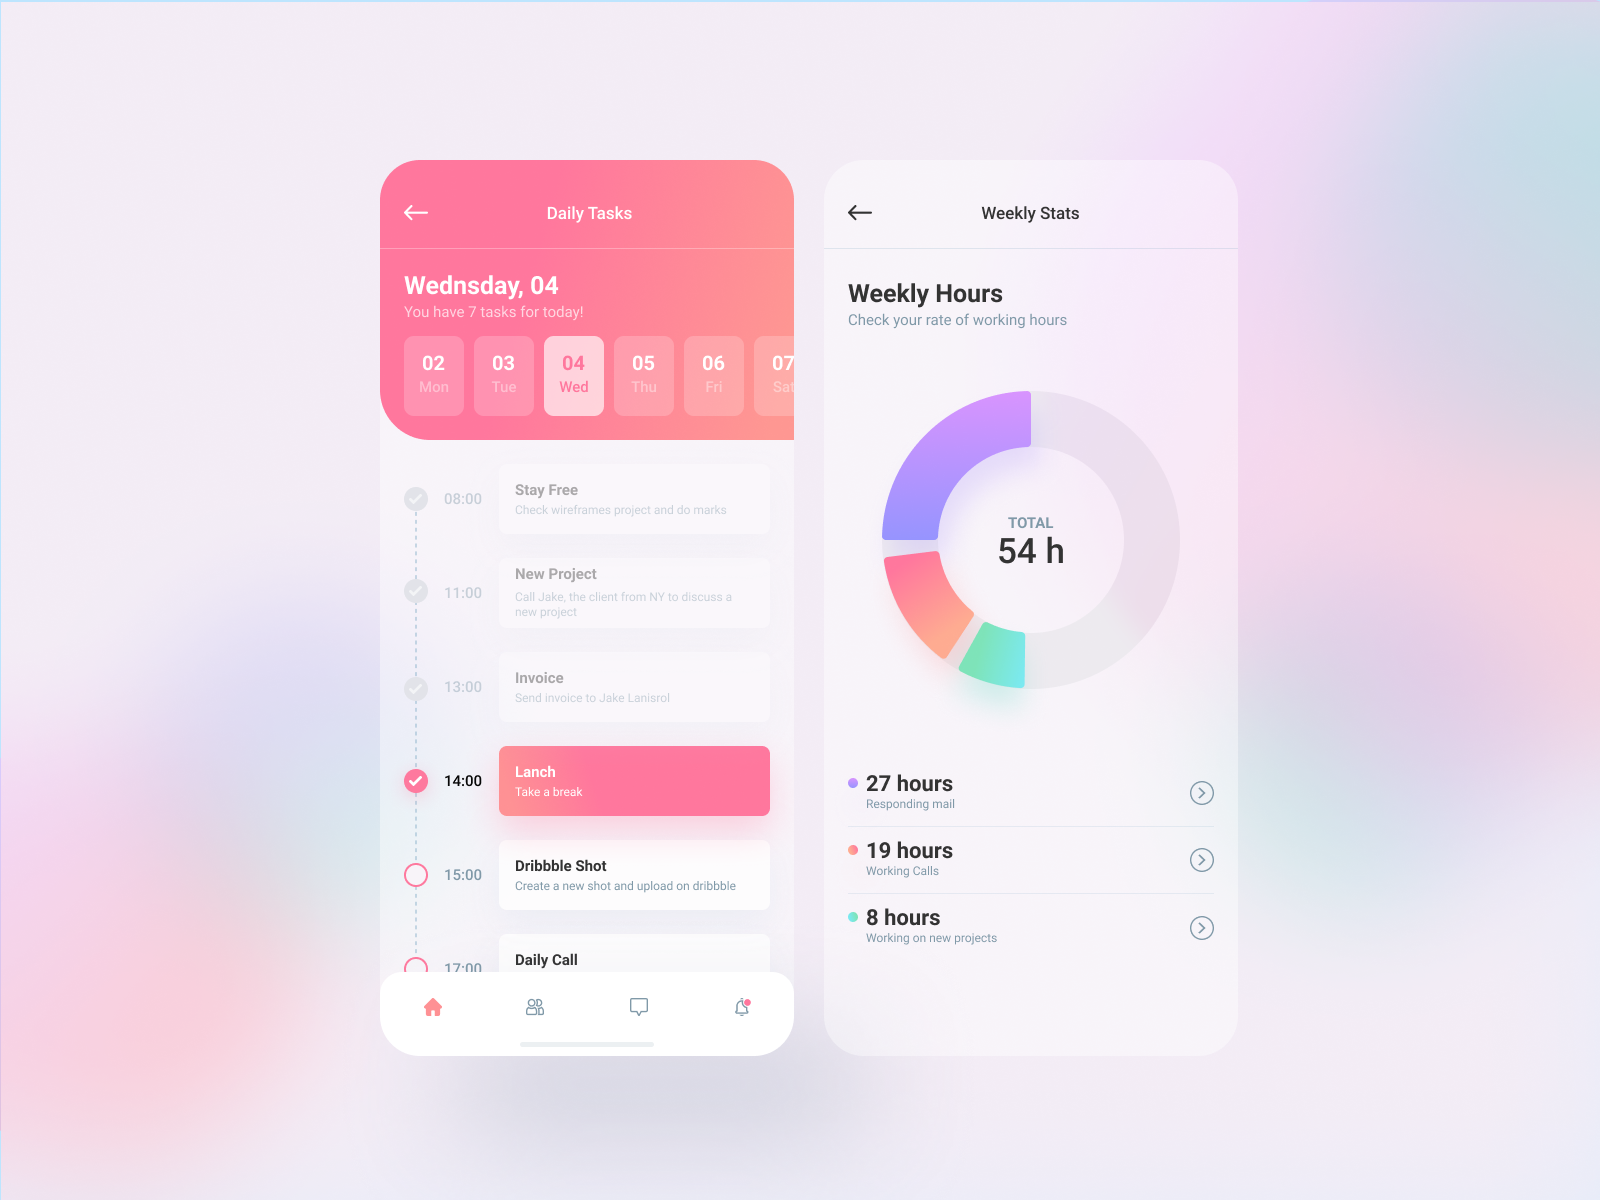 Daily Tasks
Wednsday, 04
You have 7 tasks for today!
02 03 04 05 06 07
Mon Tue Wed Thu Fri Sat
08:00
Stay Free
Check wireframes project and do marks
11:00
New Project
Call Jake, the client from NY to discuss a
new project
13:00
Invoice
Send invoice to Jake Lanisrol
14:00
Lanch
Take a break
15:00
Dribbble Shot
Create a new shot and upload on dribbble
17:00
Daily Call
Weekly Stats
Weekly Hours
Check your rate of working hours
TOTAL
54 h
27 hours
Responding mail
19 hours
Working Calls
8 hours
Working on new projects